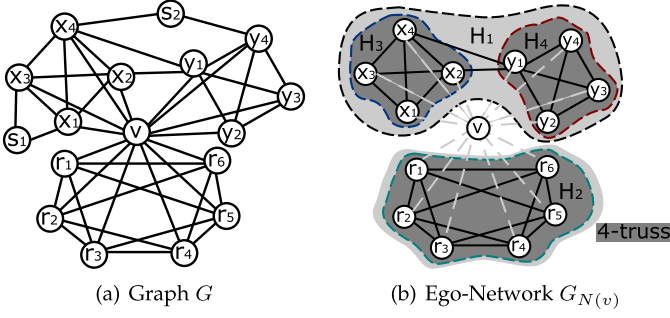 x4
s2
y4
x3
x2
y1
y3
x1
s1
v
y2
r1
r6
r2
r5
r3
r4
(a) Graph G
x4
H1
H3
H4
y4
x3
x2
y1
y3
x1
y2
v
r1
r6
H2
r2
r5
r3
r4
4-truss
(b) Ego-Network G_{N(v)}